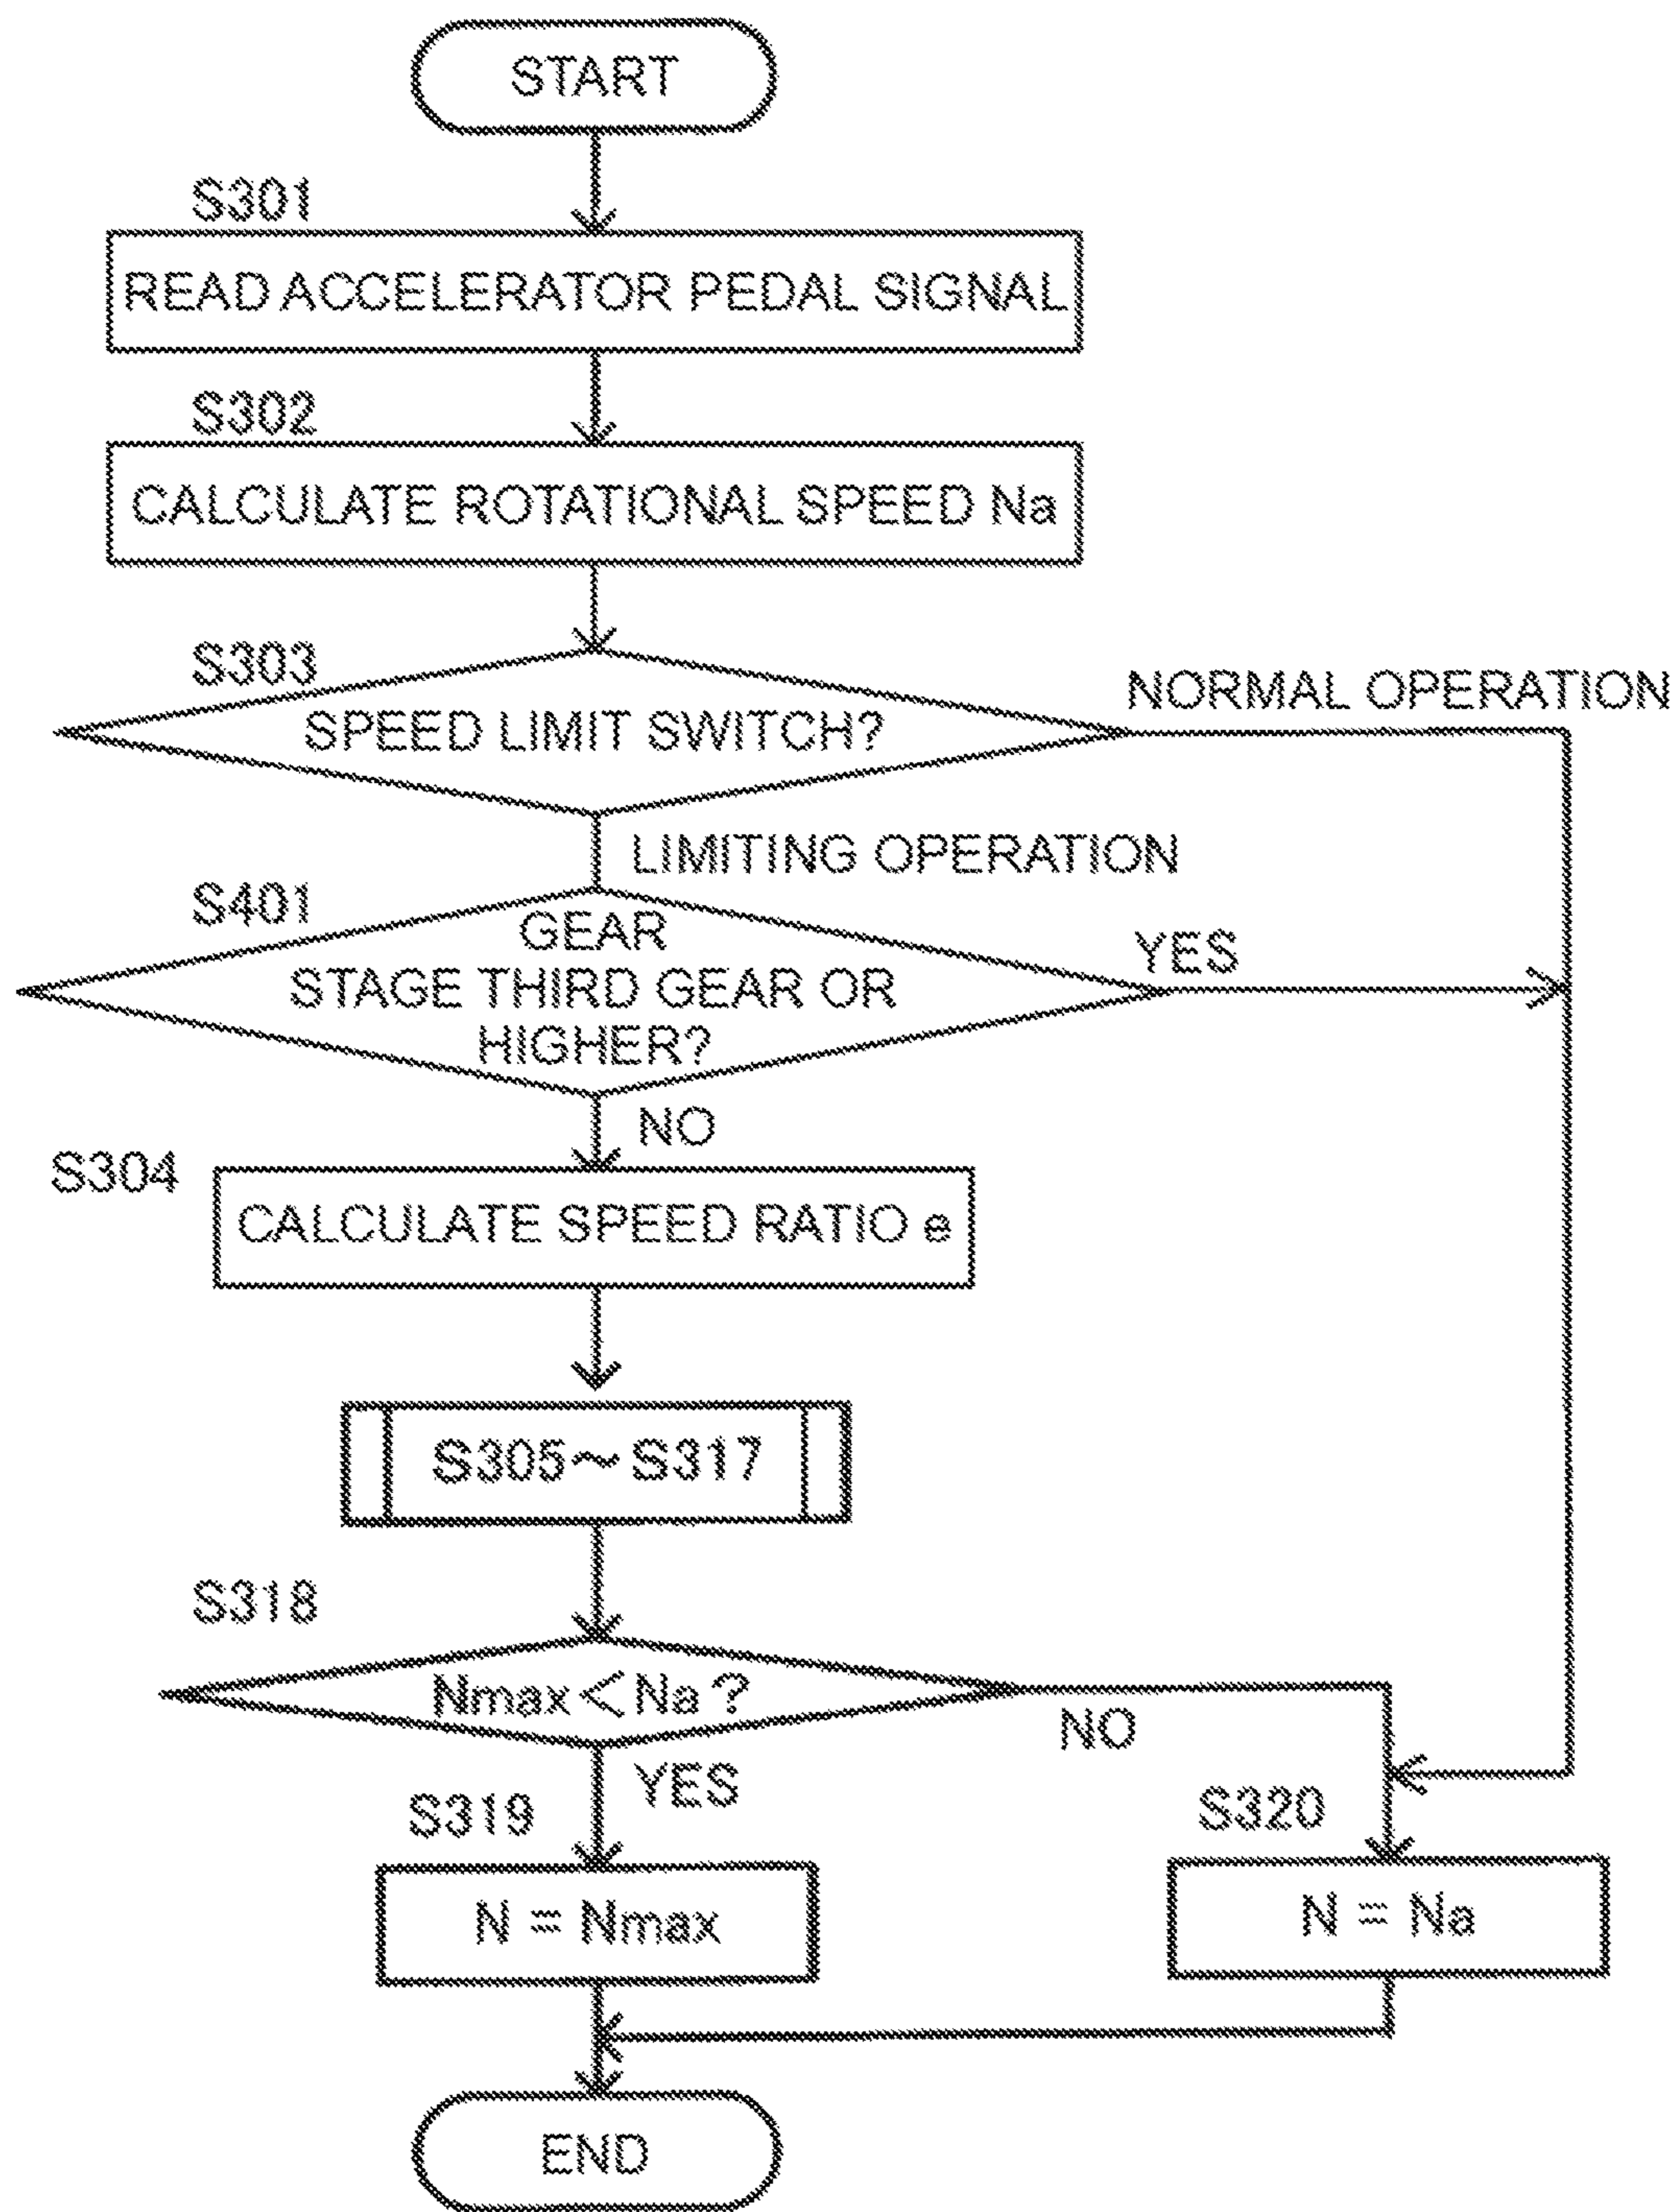 START
S301
READ ACCELERATOR PEDAL SIGNAL
S302
CALCULATE ROTATIONAL SPEED Na
S303
SPEED LIMIT SWITCH?
NORMAL OPERATION
LIMITING OPERATION
S401
GEAR
STAGE THIRD GEAR OR
HIGHER?
YES
NO
S304
CALCULATE SPEED RATIO e
S305～S317
S318
Nmax＜Na？
NO
YES
S319
N = Nmax
S320
N = Na
END